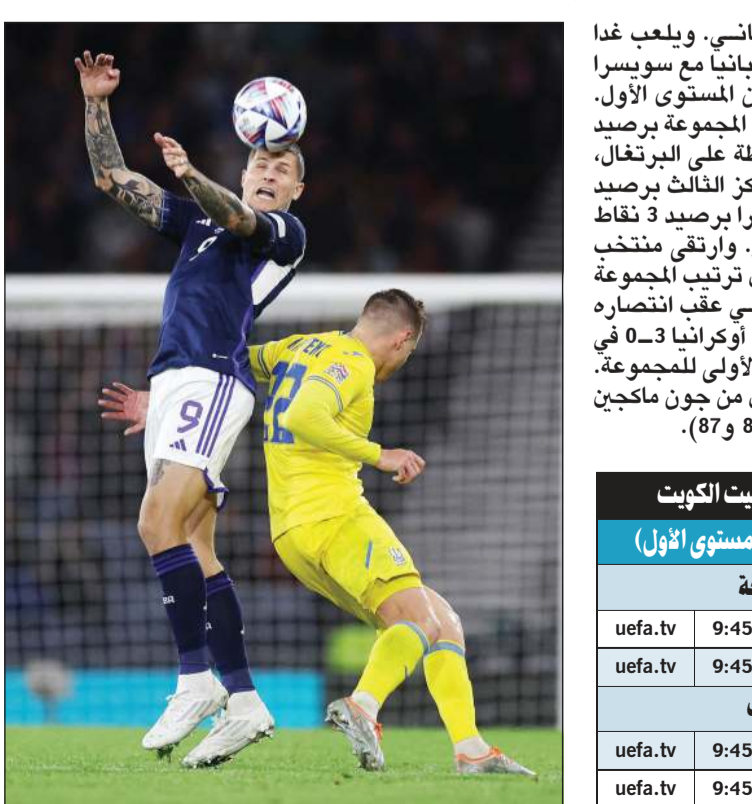 ـانـي. ويلعب غدا
بانيا مع سويسرا
ن المستوى الأول.
المجموعة برصيد
طة على البرتغال،
كز الثالث برصيد
را برصيد 3 نقاط
. وارتقى منتخب
ترتيب المجموعة
ـي عقب انتصاره
أوكرانيا 3ــ0 في
لأولى للمجموعة.
ي من جون ماكجين
8 و87).
يت الكويت
مستوى الأول)
uefa.tv 9:45
uefa.tv 9:45
uefa.tv 9:45
uefa.tv 9:45
9
9
22